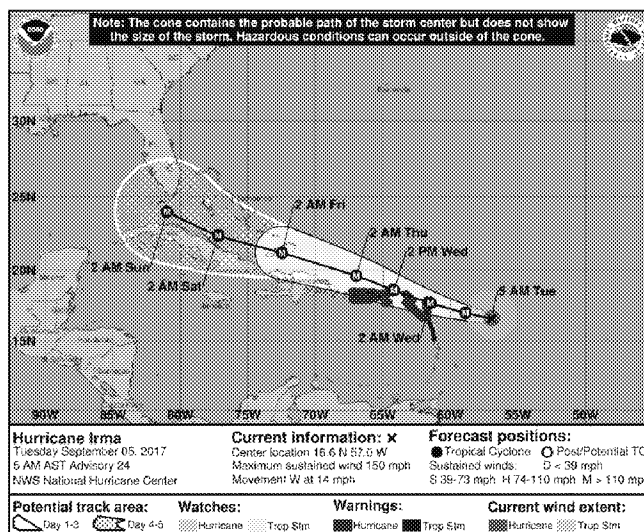 Note: The cone contains the probable path of the storm center but does not show
the size of the storm. Hazardous conditions can occur outside of the cone.
30N
25N
2 AM Fri
2 AM Thu
20N
2 PM Wed
2 AM Sun
2 AM Sat
5 AM Tue
2 AM Wed
15N
90W 85W 80W 75W 70W 65W 60W 55W 50W
Hurricane Irma
Tuesday September 05, 2017
5 AM AST Advisory 24
NWS National Hurricane Center
Current information: x
Center location 16.6 N 57.0 W
Maximum sustained wind 150 mph
Movement W at 14 mph
Forecast positions:
Tropical Cyclone Post/Potential TC
Sustained winds: D < 39 mph
S 39-73 mph H 74-110 mph M > 110 mph
Potential track area:
Day 1-3 Day 4-5
Watches:
Hurricane Trop Stm
Warnings:
Hurricane Trop Stm
Current wind extent:
Hurricane Trop Stm